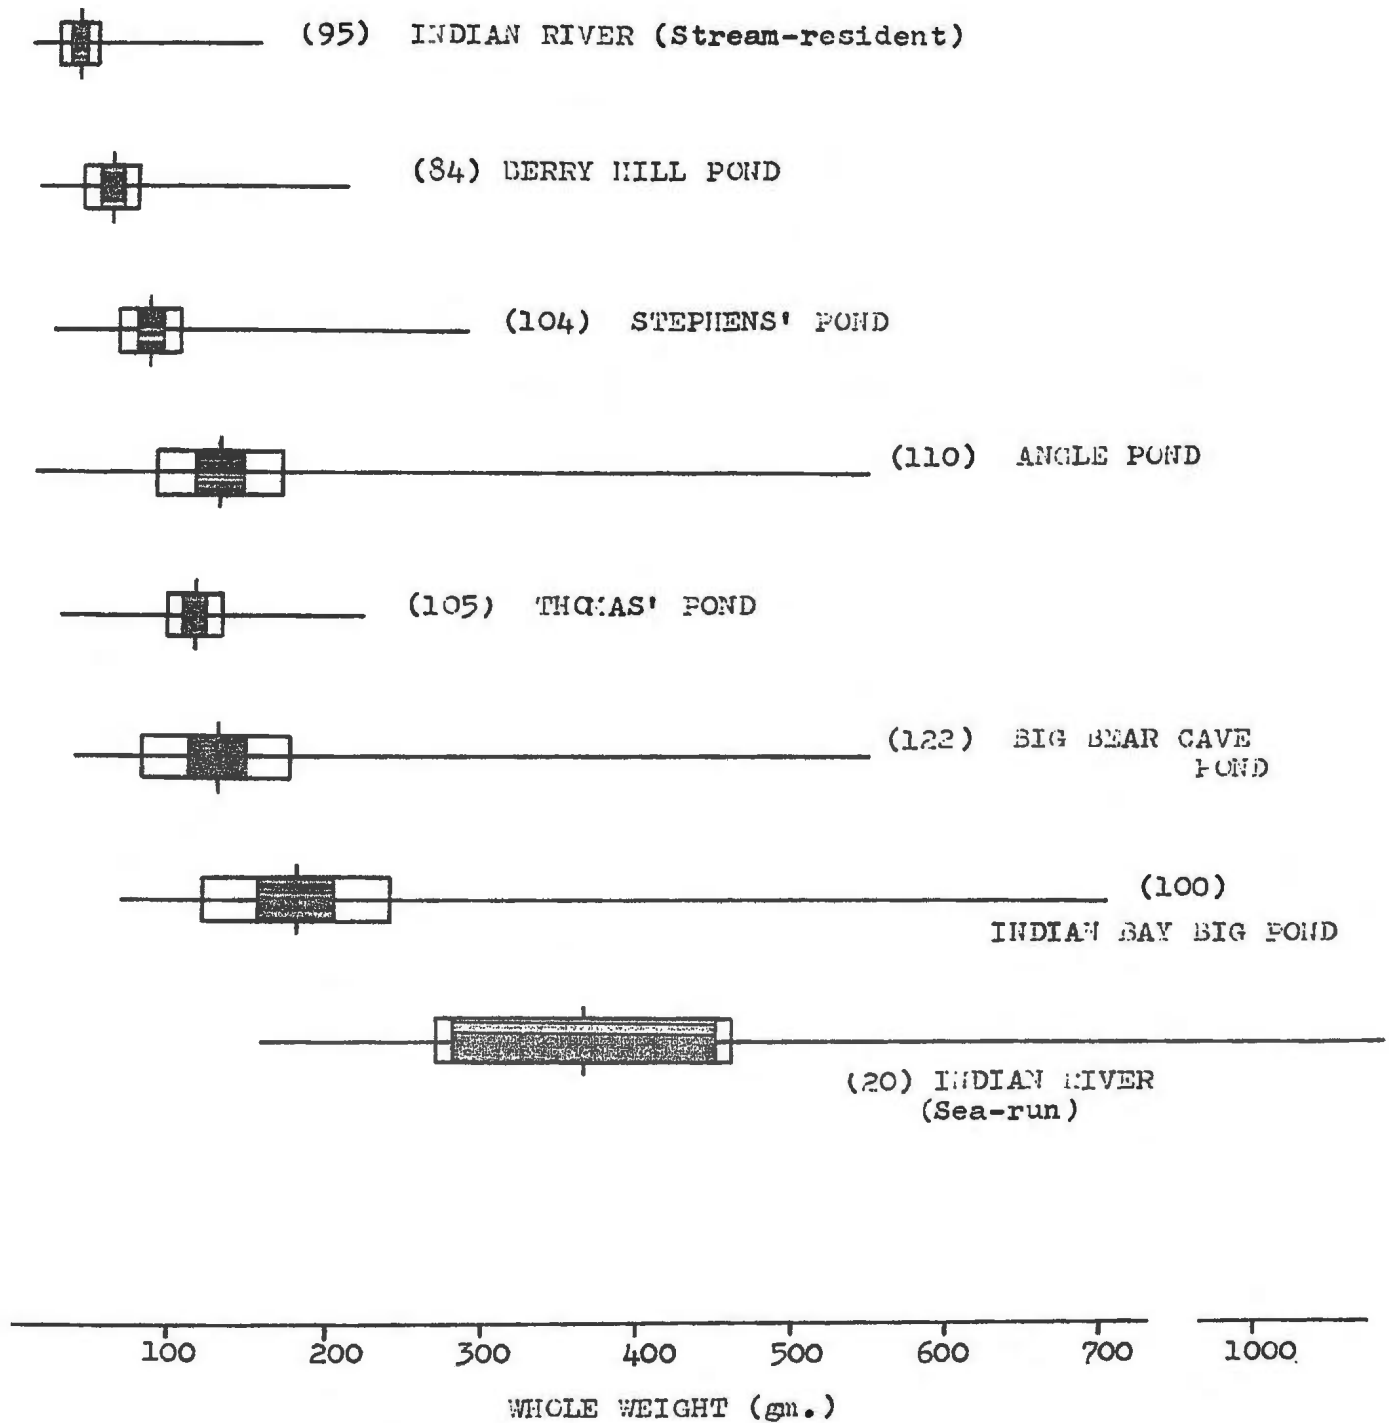 (95) INDIAN RIVER (Stream-resident)
(84) BERRY HILL POND
(104) STEPHENS' POND
(110) ANGLE POND
(105) THOMAS' POND
(122) BIG BEAR CAVE
POND
(100)
INDIAN BAY BIG POND
(20) INDIAN RIVER
(Sea-run)
100 200 300 400 500 600 700 1000
WHOLE WEIGHT (gm.)